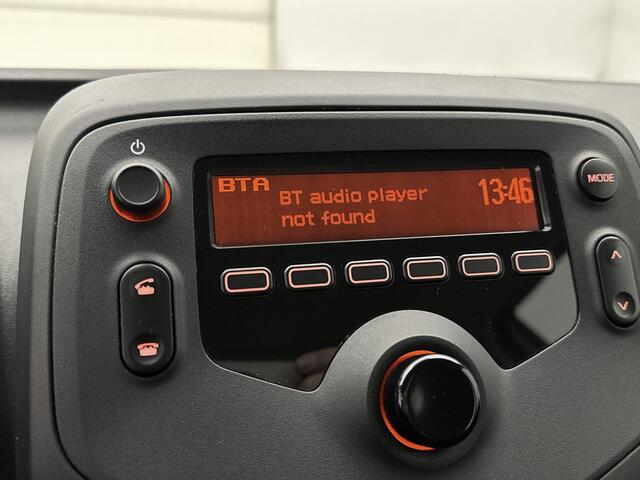 BTA
BT audio player
not found
13:46
MODE